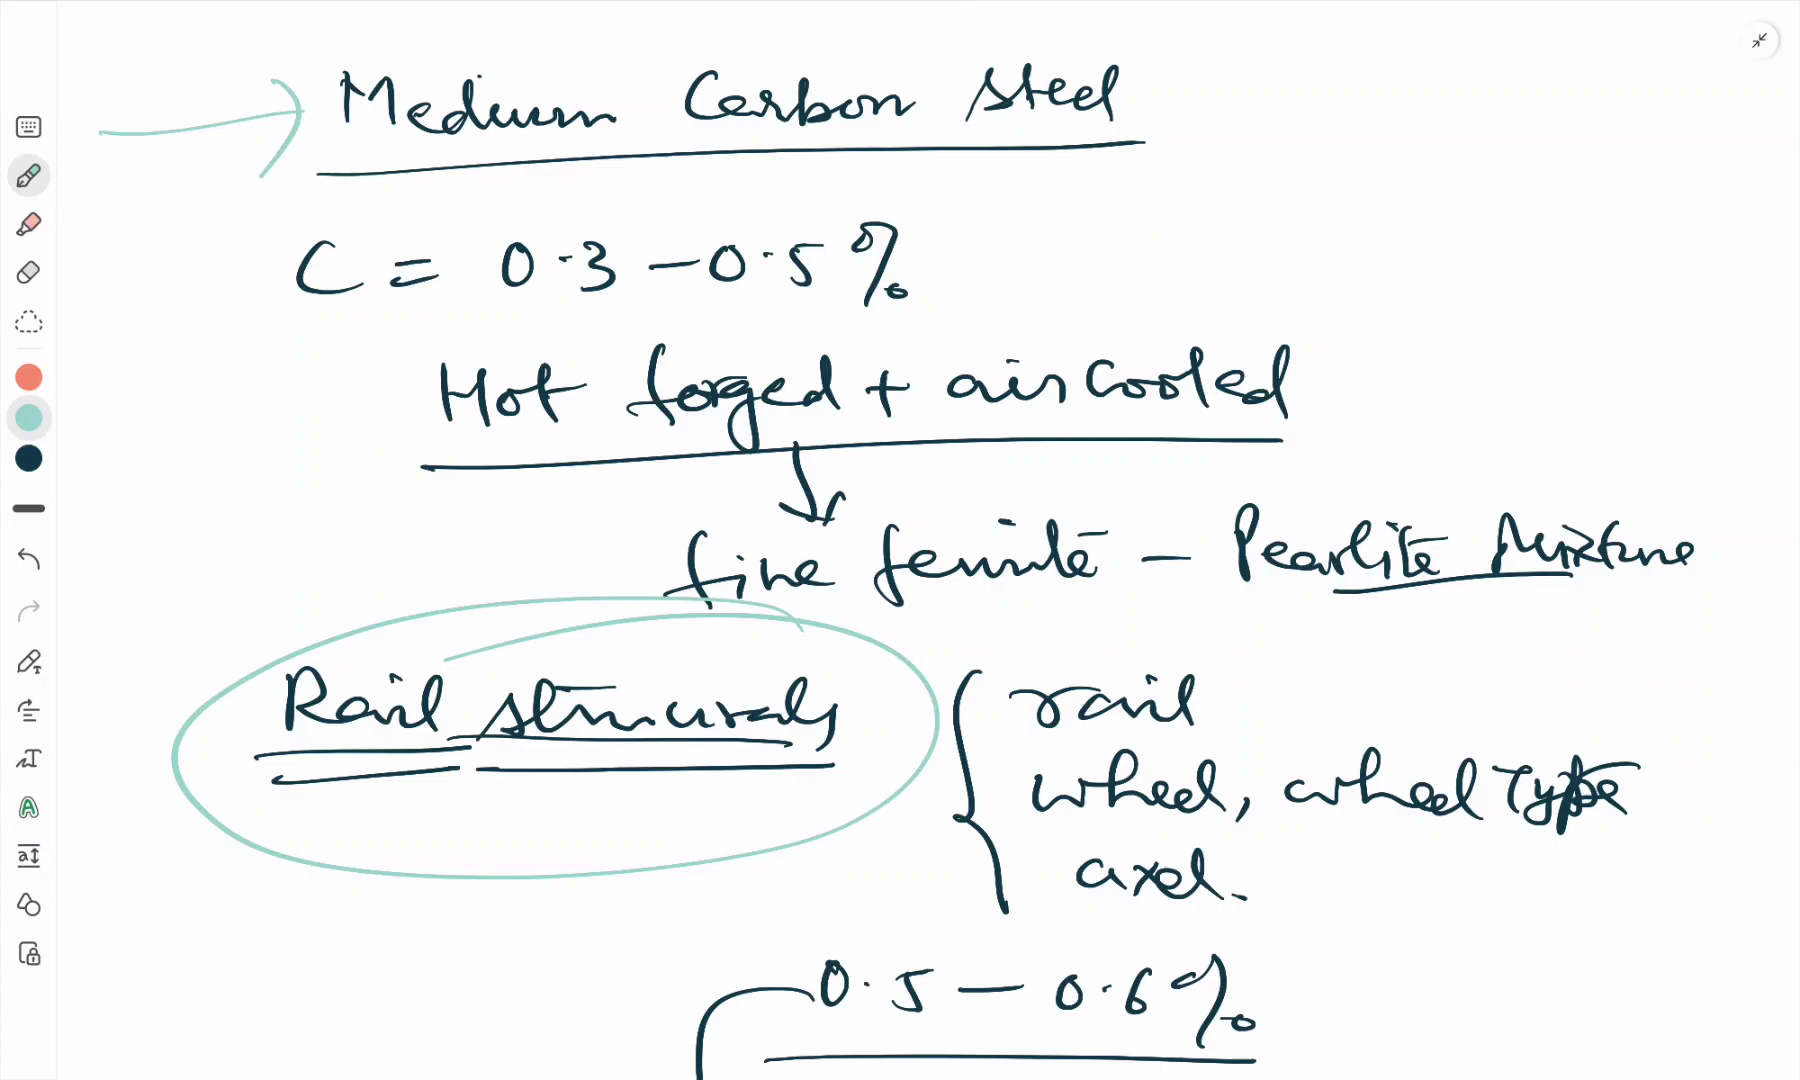 Medium Carbon steel
C = 0.3 - 0.5%
Hot forged + air cooled
fine ferrite - Pearlite Mixture
Rail structurals
rail
wheel, wheel Type
axel.
0.5 - 0.6%